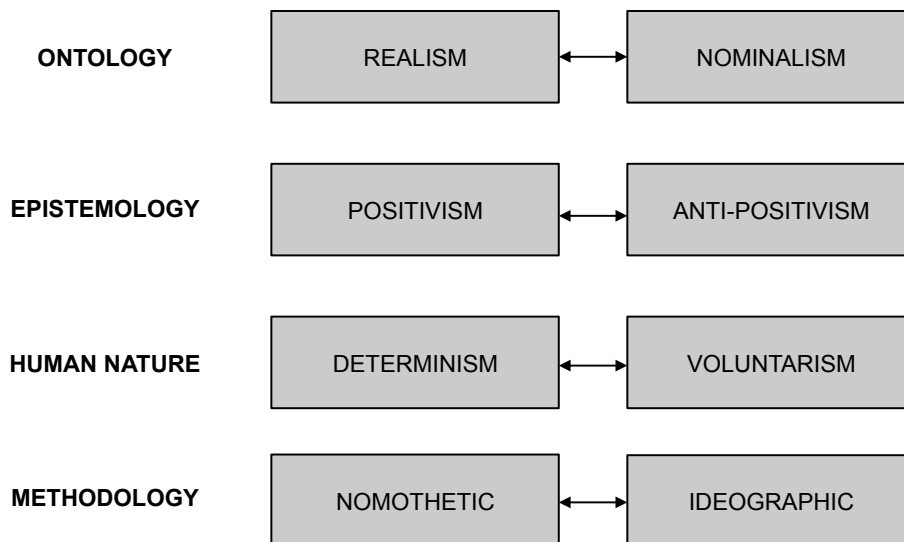 ONTOLOGY REALISM NOMINALISM
EPISTEMOLOGY POSITIVISM ANTI-POSITIVISM
HUMAN NATURE DETERMINISM VOLUNTARISM
METHODOLOGY NOMOTHETIC IDEOGRAPHIC